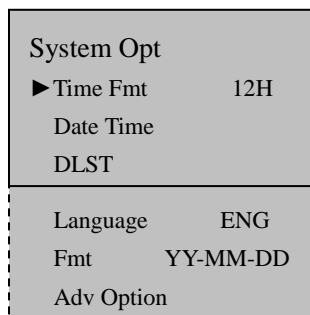 System Opt
►Time Fmt 12H
Date Time
DLST
Language ENG
Fmt YY-MM-DD
Adv Option